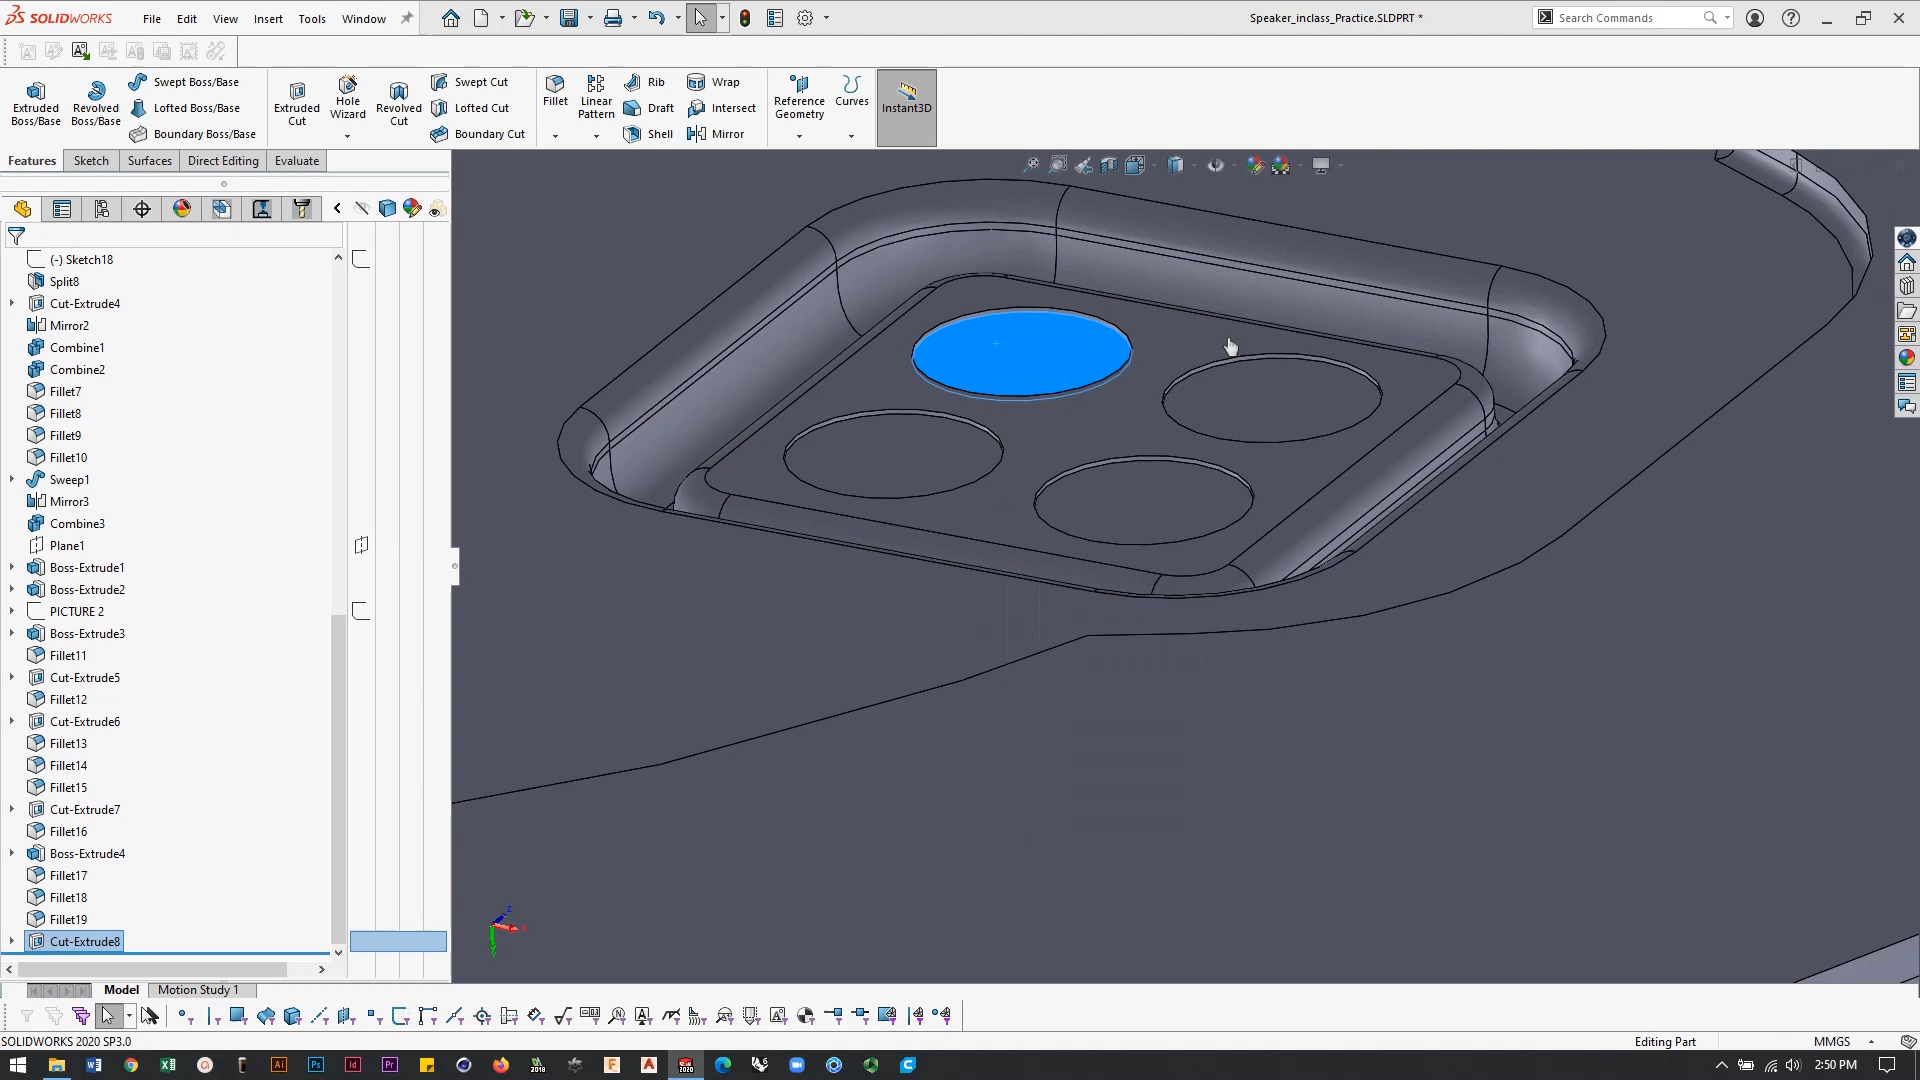 SOLIDWORKS File Edit View Insert Tools Window Speaker_inclass_Practice.SLDPRT * Search Commands
Extruded Boss/Base
Revolved Boss/Base
Swept Boss/Base
Lofted Boss/Base
Boundary Boss/Base
Extruded Cut
Hole Wizard
Revolved Cut
Swept Cut
Lofted Cut
Boundary Cut
Fillet
Linear Pattern
Rib
Draft
Shell
Wrap
Intersect
Mirror
Reference Geometry
Curves
Instant3D
Features Sketch Surfaces Direct Editing Evaluate
(-) Sketch18
Split8
Cut-Extrude4
Mirror2
Combine1
Combine2
Fillet7
Fillet8
Fillet9
Fillet10
Sweep1
Mirror3
Combine3
Plane1
Boss-Extrude1
Boss-Extrude2
PICTURE 2
Boss-Extrude3
Fillet11
Cut-Extrude5
Fillet12
Cut-Extrude6
Fillet13
Fillet14
Fillet15
Cut-Extrude7
Fillet16
Boss-Extrude4
Fillet17
Fillet18
Fillet19
Cut-Extrude8
Model Motion Study 1
SOLIDWORKS 2020 SP3.0 Editing Part MMGS
2:50 PM